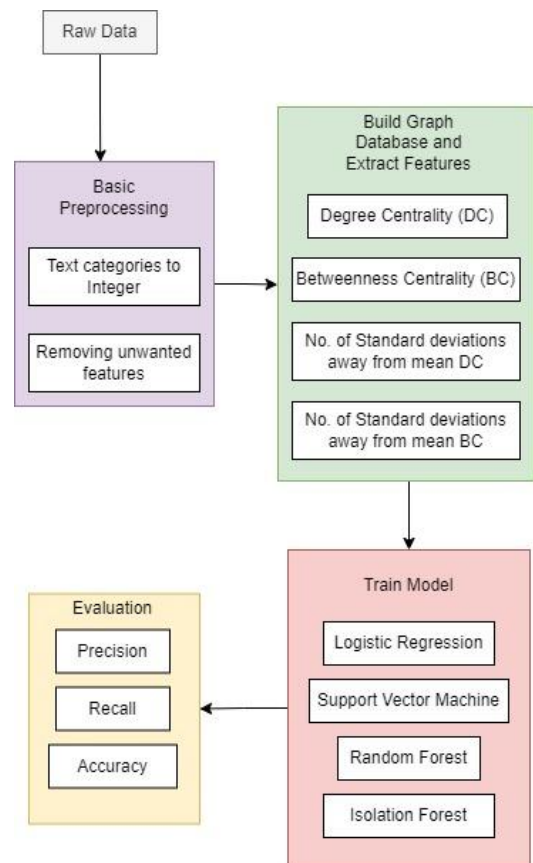 Raw Data
Basic
Preprocessing
Text categories to
Integer
Removing unwanted
features
Build Graph
Database and
Extract Features
Degree Centrality (DC)
Betweenness Centrality (BC)
No. of Standard deviations
away from mean DC
No. of Standard deviations
away from mean BC
Train Model
Logistic Regression
Support Vector Machine
Random Forest
Isolation Forest
Evaluation
Precision
Recall
Accuracy